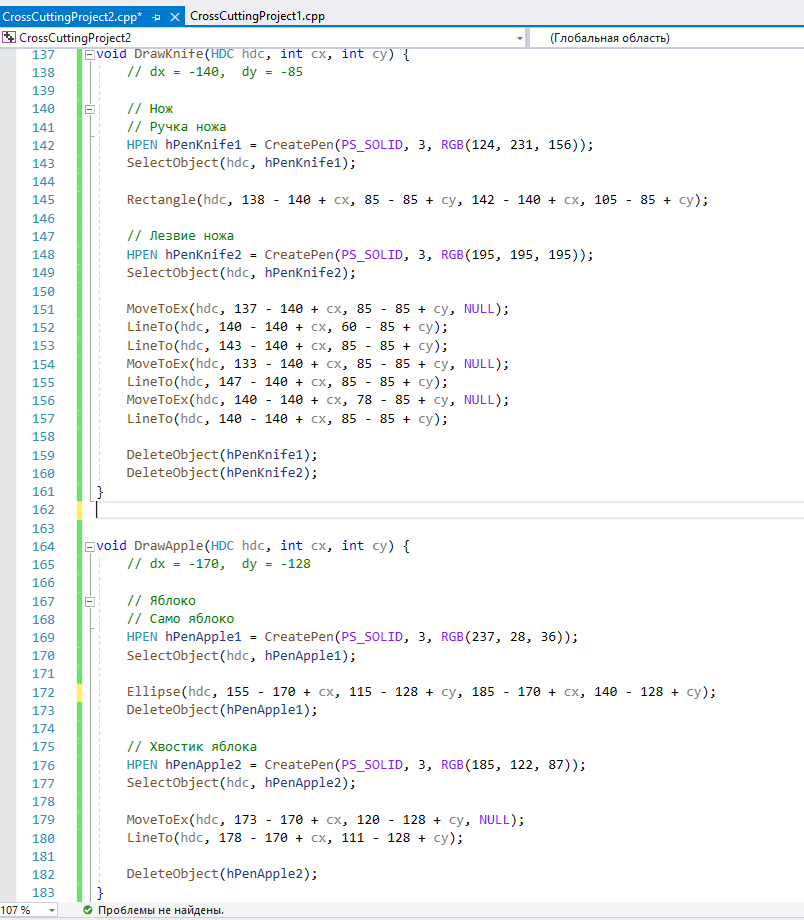 CrossCuttingProject2.cpp* CrossCuttingProject1.cpp
CrossCuttingProject2 (Глобальная область)
137 void DrawKnife(HDC hdc, int cx, int cy) {
138 // dx = -140,  dy = -85
139
140 // Нож
141 // Ручка ножа
142 HPEN hPenKnife1 = CreatePen(PS_SOLID, 3, RGB(124, 231, 156));
143 SelectObject(hdc, hPenKnife1);
144
145 Rectangle(hdc, 138 - 140 + cx, 85 - 85 + cy, 142 - 140 + cx, 105 - 85 + cy);
146
147 // Лезвие ножа
148 HPEN hPenKnife2 = CreatePen(PS_SOLID, 3, RGB(195, 195, 195));
149 SelectObject(hdc, hPenKnife2);
150
151 MoveToEx(hdc, 137 - 140 + cx, 85 - 85 + cy, NULL);
152 LineTo(hdc, 140 - 140 + cx, 60 - 85 + cy);
153 LineTo(hdc, 143 - 140 + cx, 85 - 85 + cy);
154 MoveToEx(hdc, 133 - 140 + cx, 85 - 85 + cy, NULL);
155 LineTo(hdc, 147 - 140 + cx, 85 - 85 + cy);
156 MoveToEx(hdc, 140 - 140 + cx, 78 - 85 + cy, NULL);
157 LineTo(hdc, 140 - 140 + cx, 85 - 85 + cy);
158
159 DeleteObject(hPenKnife1);
160 DeleteObject(hPenKnife2);
161 }
162
163
164 void DrawApple(HDC hdc, int cx, int cy) {
165 // dx = -170,  dy = -128
166
167 // Яблоко
168 // Само яблоко
169 HPEN hPenApple1 = CreatePen(PS_SOLID, 3, RGB(237, 28, 36));
170 SelectObject(hdc, hPenApple1);
171
172 Ellipse(hdc, 155 - 170 + cx, 115 - 128 + cy, 185 - 170 + cx, 140 - 128 + cy);
173 DeleteObject(hPenApple1);
174
175 // Хвостик яблока
176 HPEN hPenApple2 = CreatePen(PS_SOLID, 3, RGB(185, 122, 87));
177 SelectObject(hdc, hPenApple2);
178
179 MoveToEx(hdc, 173 - 170 + cx, 120 - 128 + cy, NULL);
180 LineTo(hdc, 178 - 170 + cx, 111 - 128 + cy);
181
182 DeleteObject(hPenApple2);
183 }
107 % Проблемы не найдены.